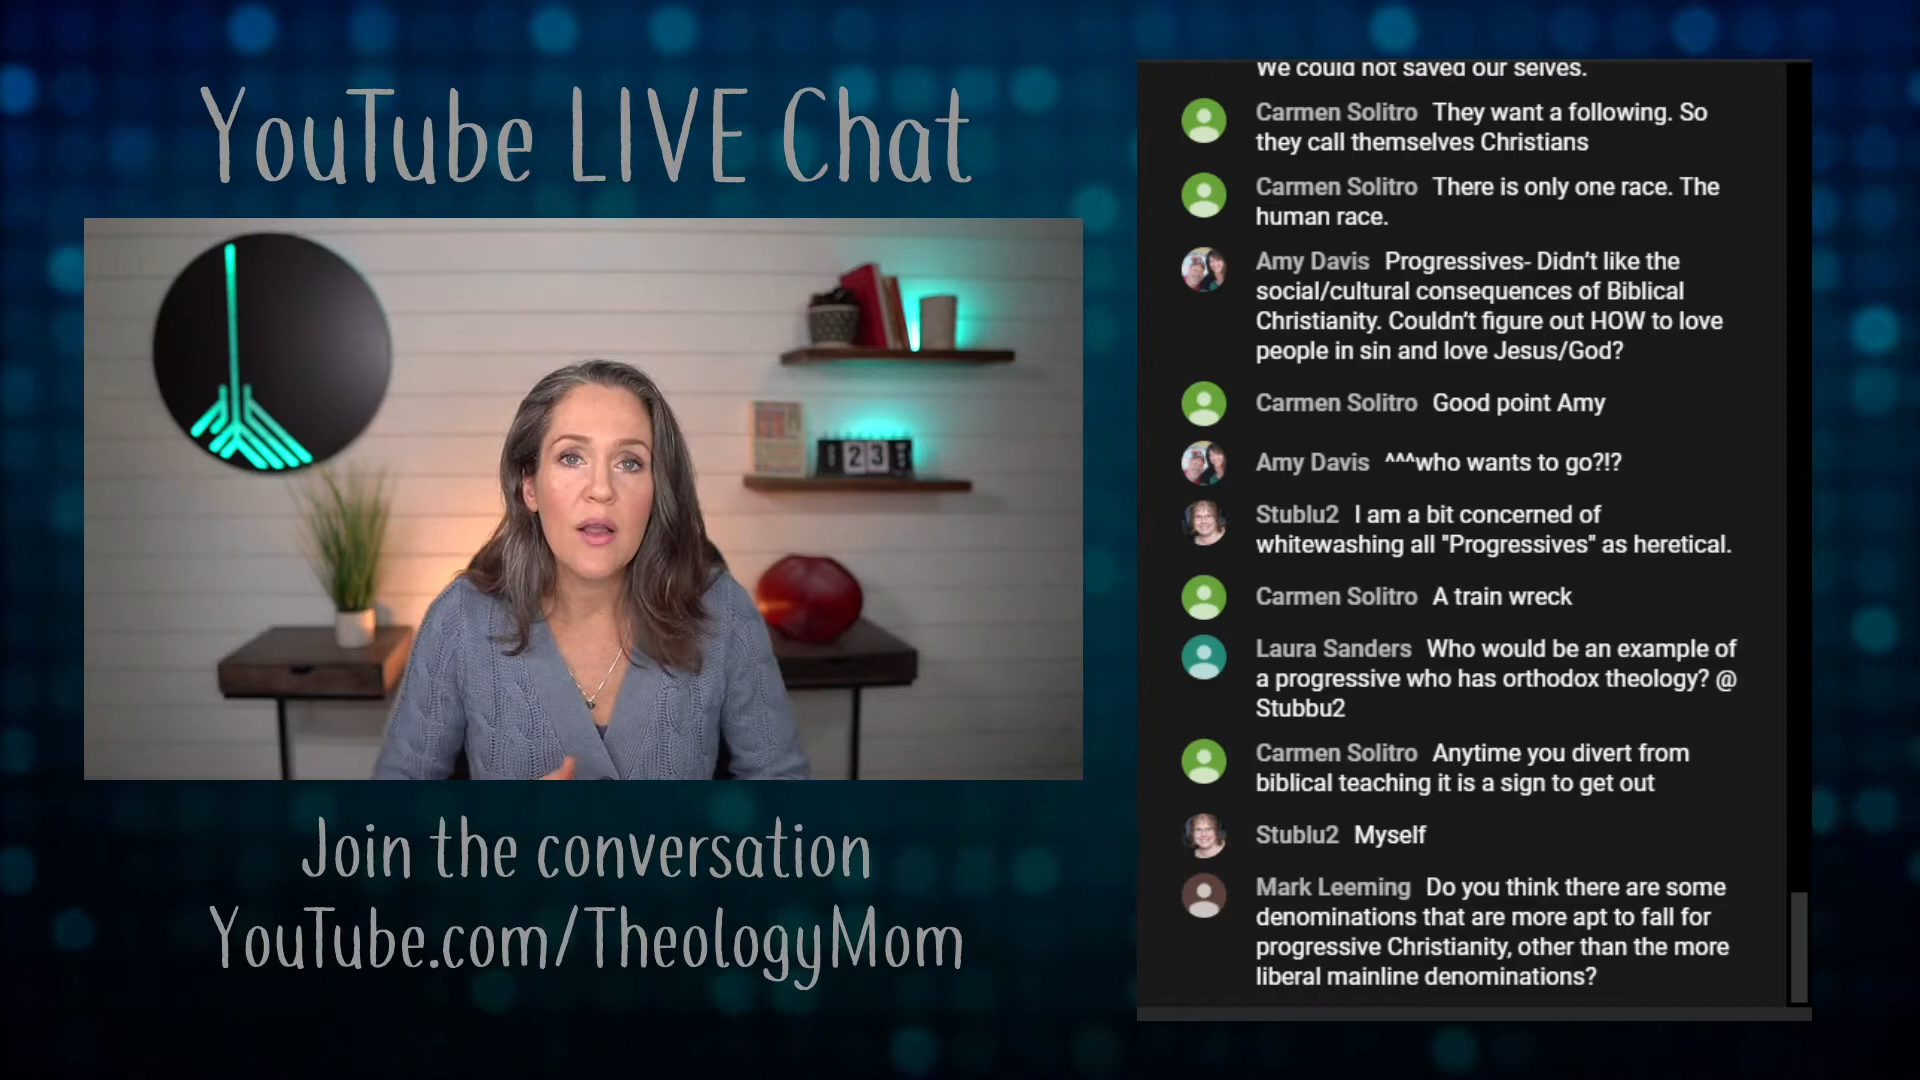 YouTube LIVE Chat
23
Join the conversation
YouTube.com/TheologyMom
We could not saved our selves.
Carmen Solitro They want a following. So
they call themselves Christians
Carmen Solitro There is only one race. The
human race.
Amy Davis Progressives- Didn’t like the
social/cultural consequences of Biblical
Christianity. Couldn’t figure out HOW to love
people in sin and love Jesus/God?
Carmen Solitro Good point Amy
Amy Davis ^^^who wants to go?!?
Stublu2 I am a bit concerned of
whitewashing all "Progressives" as heretical.
Carmen Solitro A train wreck
Laura Sanders Who would be an example of
a progressive who has orthodox theology? @
Stubbu2
Carmen Solitro Anytime you divert from
biblical teaching it is a sign to get out
Stublu2 Myself
Mark Leeming Do you think there are some
denominations that are more apt to fall for
progressive Christianity, other than the more
liberal mainline denominations?